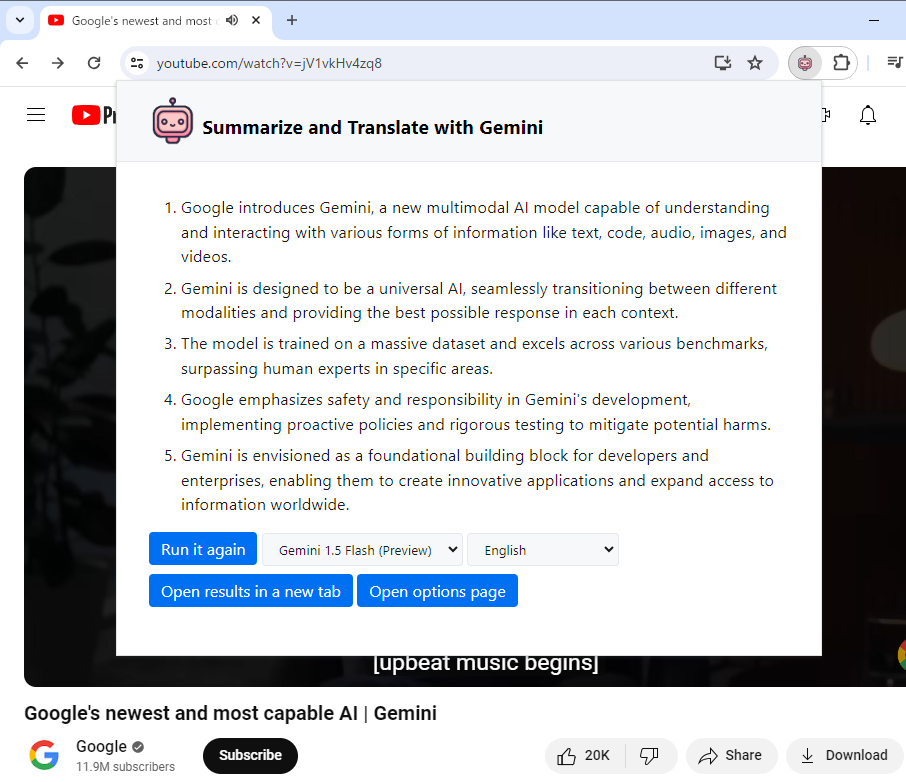 Google's newest and most c
youtube.com/watch?v=jV1vkHv4zq8
Summarize and Translate with Gemini
1. Google introduces Gemini, a new multimodal AI model capable of understanding
and interacting with various forms of information like text, code, audio, images, and
videos.
2. Gemini is designed to be a universal AI, seamlessly transitioning between different
modalities and providing the best possible response in each context.
3. The model is trained on a massive dataset and excels across various benchmarks,
surpassing human experts in specific areas.
4. Google emphasizes safety and responsibility in Gemini's development,
implementing proactive policies and rigorous testing to mitigate potential harms.
5. Gemini is envisioned as a foundational building block for developers and
enterprises, enabling them to create innovative applications and expand access to
information worldwide.
Run it again Gemini 1.5 Flash (Preview) English
Open results in a new tab Open options page
[upbeat music begins]
Google's newest and most capable AI | Gemini
Google
11.9M subscribers
Subscribe
20K
Share
Download